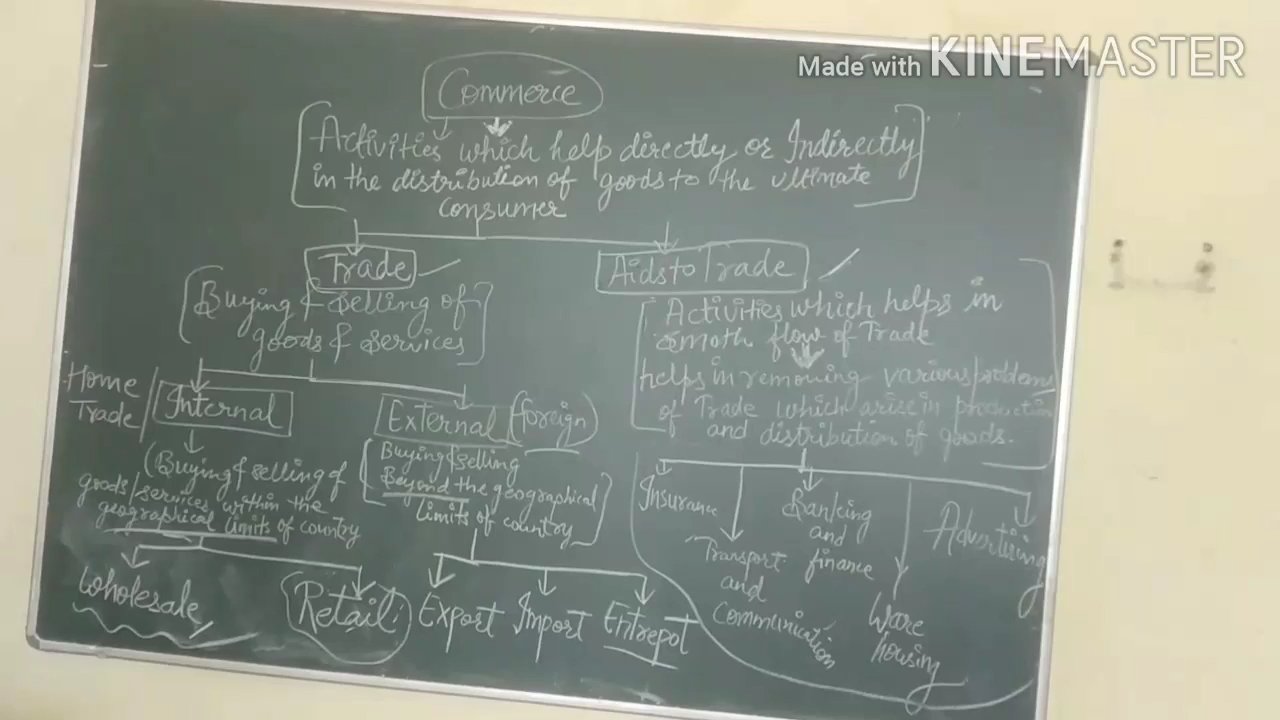 Made with KINEMASTER
Commerce
Activities which help directly or Indirectly
in the distribution of goods to the ultimate
consumer
Trade
Aids to Trade
Buying & selling of
goods & services
Activities which helps in
smoth flow of Trade
helps in removing various problems
of Trade which arise in production
and distribution of goods.
Home
Trade
Internal
External (foreign)
(Buying & selling of
goods/services within the
geographical limits of country
Buying & selling
Beyond the geographical
limits of country
Wholesale
Retail
Export
Import
Entrepot
Insurance
Transport
and
Communication
Banking
and
finance
Ware
housing
Advertizing